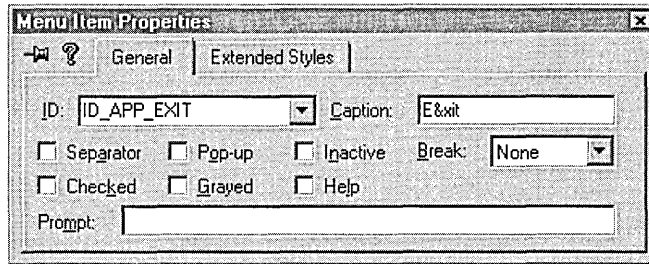 Menu Item Properties
General Extended Styles
ID: ID_APP_EXIT Caption: E&xit
Separator Pop-up Inactive Break: None
Checked Grayed Help
Prompt: